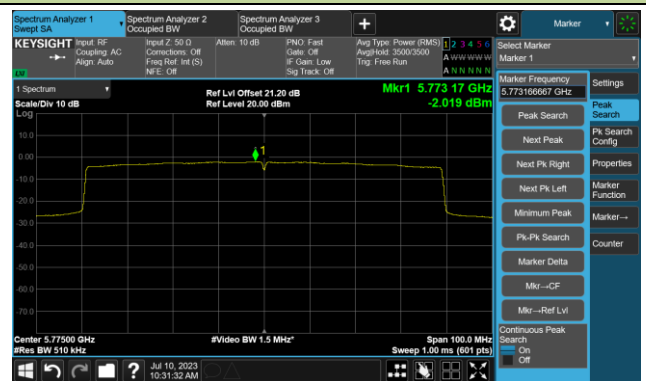 Spectrum Analyzer 1
Swept SA
Spectrum Analyzer 2
Occupied BW
Spectrum Analyzer 3
Occupied BW
+
Marker
KEYSIGHT
Input: RF
Coupling: AC
Align: Auto
Input Z: 50 Ω
Corrections: Off
Freq Ref: Int (S)
NFE: Off
Atten: 10 dB
PNO: Fast
Gate: Off
IF Gain: Low
Sig Track: Off
Avg Type: Power (RMS)
Avg|Hold: 3500/3500
Trig: Free Run
1 2 3 4 5 6
A W W W W W
A N N N N N
LXI
Select Marker
Marker 1
1 Spectrum
Scale/Div 10 dB
Log
Ref Lvl Offset 21.20 dB
Ref Level 20.00 dBm
Mkr1 5.773 17 GHz
-2.019 dBm
1
10.0
0.00
-10.0
-20.0
-30.0
-40.0
-50.0
-60.0
-70.0
Center 5.77500 GHz
#Res BW 510 kHz
#Video BW 1.5 MHz*
Span 100.0 MHz
Sweep 1.00 ms (601 pts)
Marker Frequency
5.773166667 GHz
Peak Search
Next Peak
Next Pk Right
Next Pk Left
Minimum Peak
Pk-Pk Search
Marker Delta
Mkr→CF
Mkr→Ref Lvl
Continuous Peak
Search
On
Off
Settings
Peak
Search
Pk Search
Config
Properties
Marker
Function
Marker→
Counter
?
Jul 10, 2023
10:31:32 AM